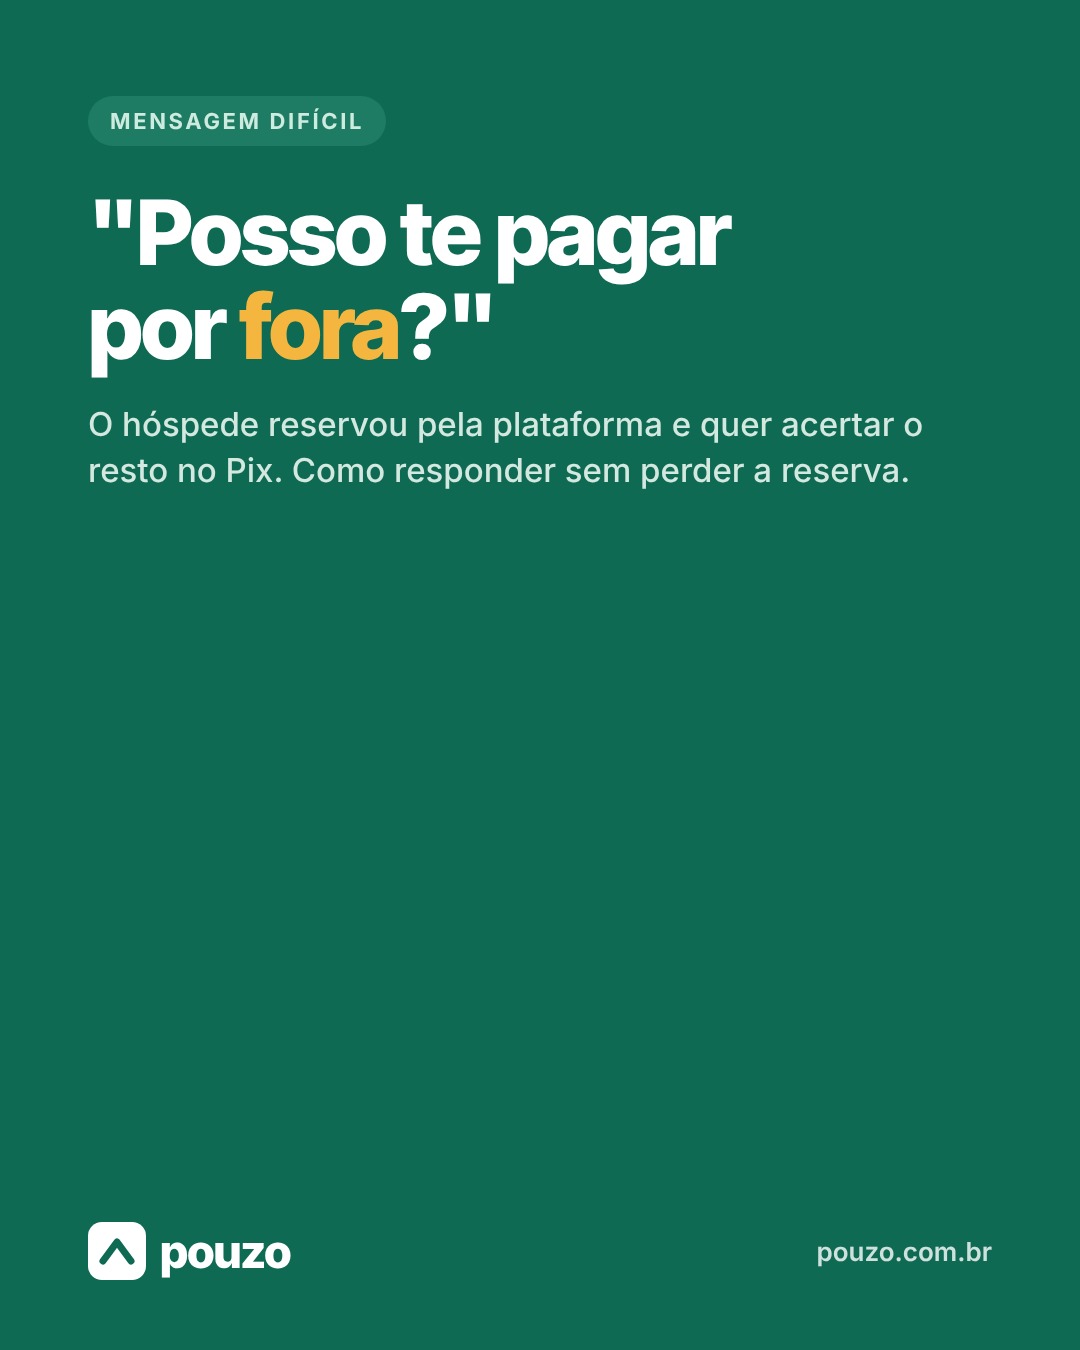 MENSAGEM DIFÍCIL
"Posso te pagar
por fora?"
O hóspede reservou pela plataforma e quer acertar o
resto no Pix. Como responder sem perder a reserva.
pouzo
pouzo.com.br